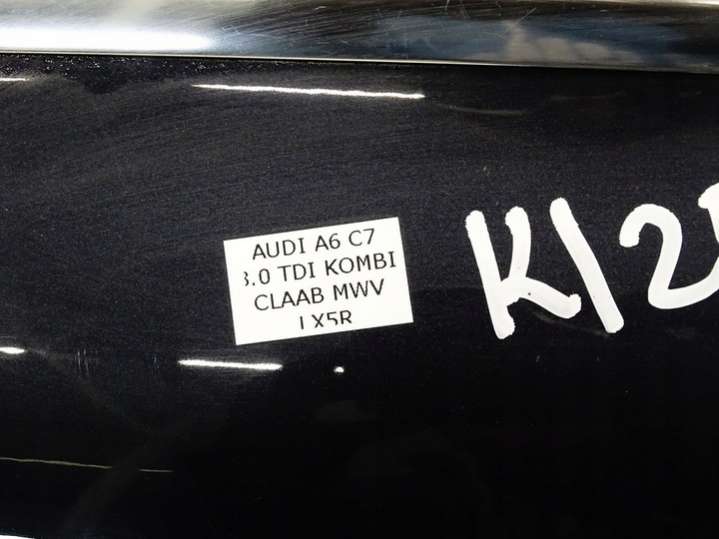 AUDI A6 C7
3.0 TDI KOMBI
CLAAB MWV
LX5R
K12